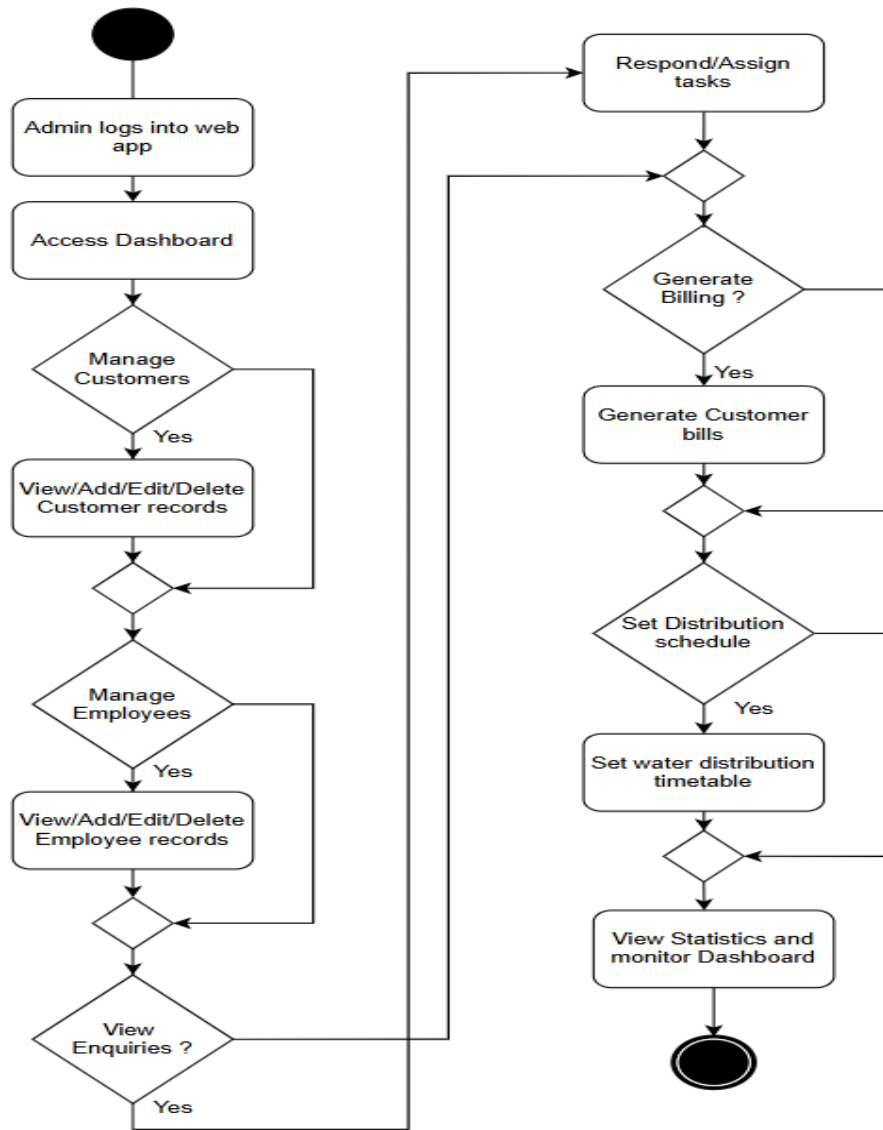 Admin logs into web
app
Access Dashboard
Manage
Customers
Yes
View/Add/Edit/Delete
Customer records
Manage
Employees
Yes
View/Add/Edit/Delete
Employee records
View
Enquiries ?
Yes
Respond/Assign
tasks
Generate
Billing ?
Yes
Generate Customer
bills
Set Distribution
schedule
Yes
Set water distribution
timetable
View Statistics and
monitor Dashboard